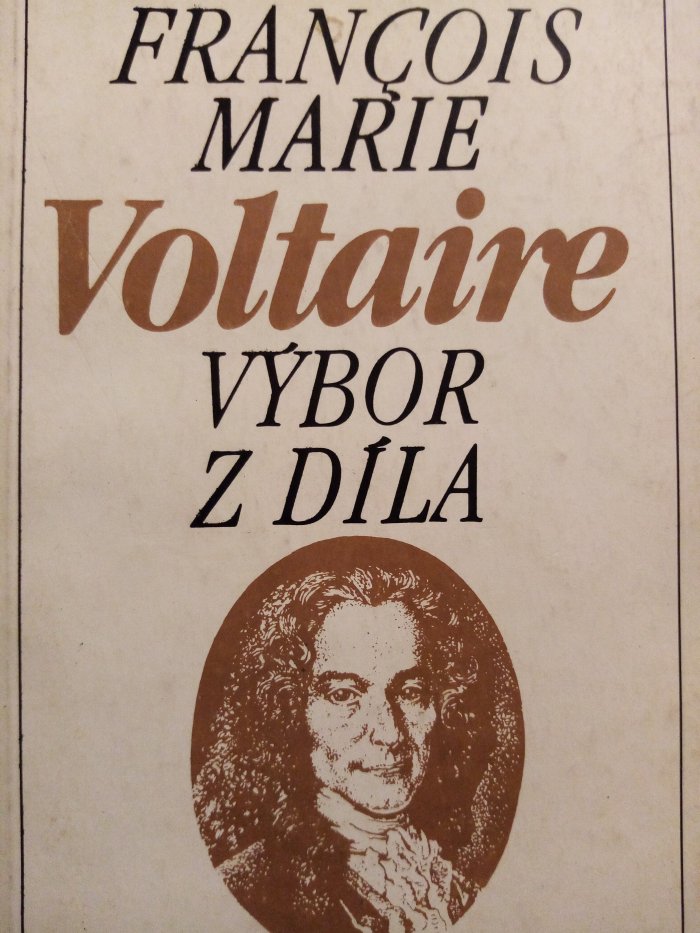 FRANÇOIS
MARIE
Voltaire
VÝBOR
Z DÍLA